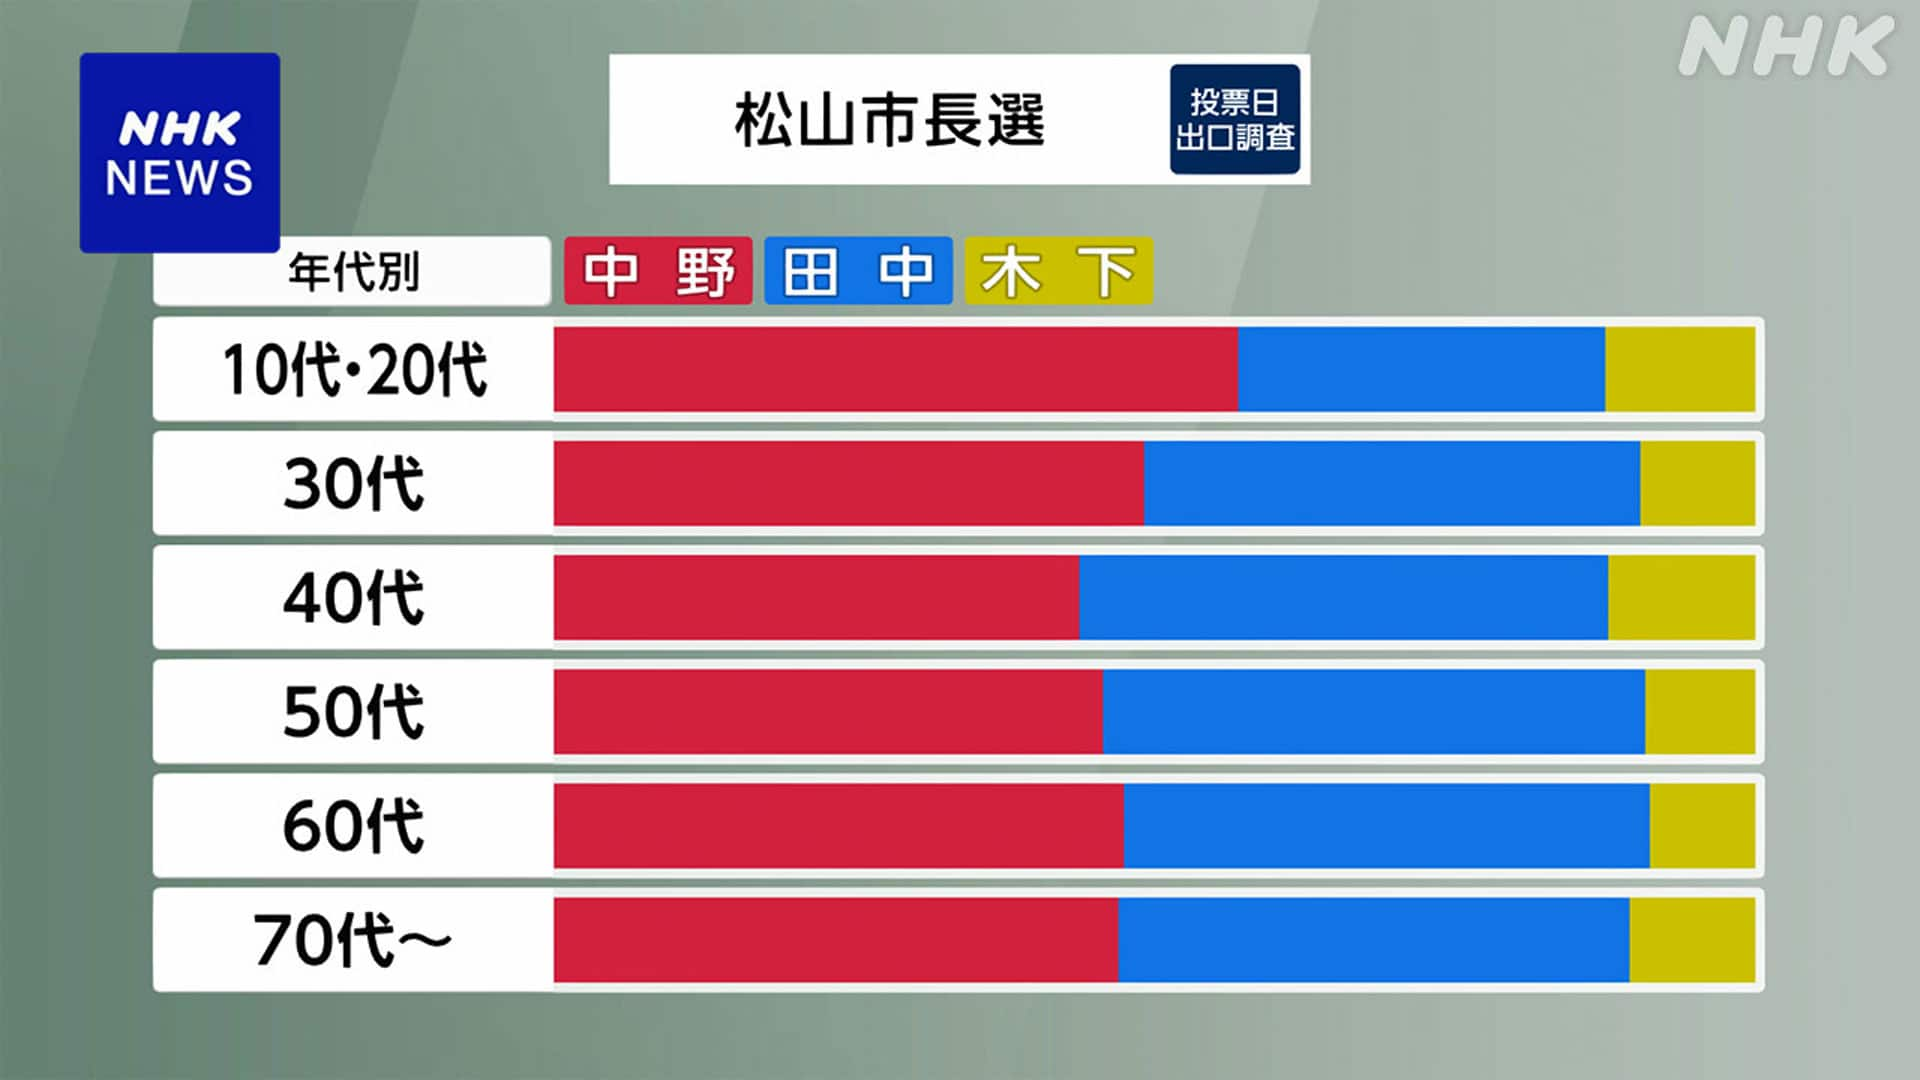 NHK
NHK
NEWS
松山市長選
投票日
出口調査
年代別 中野 田中 木下
10代・20代
30代
40代
50代
60代
70代～